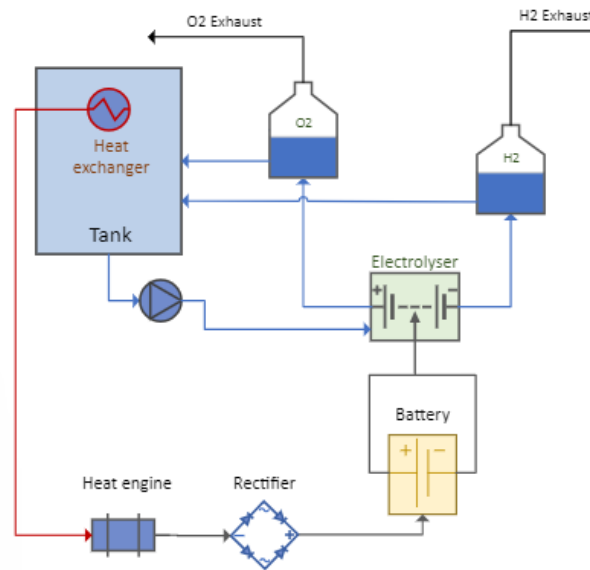 O2 Exhaust
H2 Exhaust
O2
H2
Heat
exchanger
Tank
Electrolyser
+
−
Battery
+
−
Heat engine
Rectifier
~
−
+
~